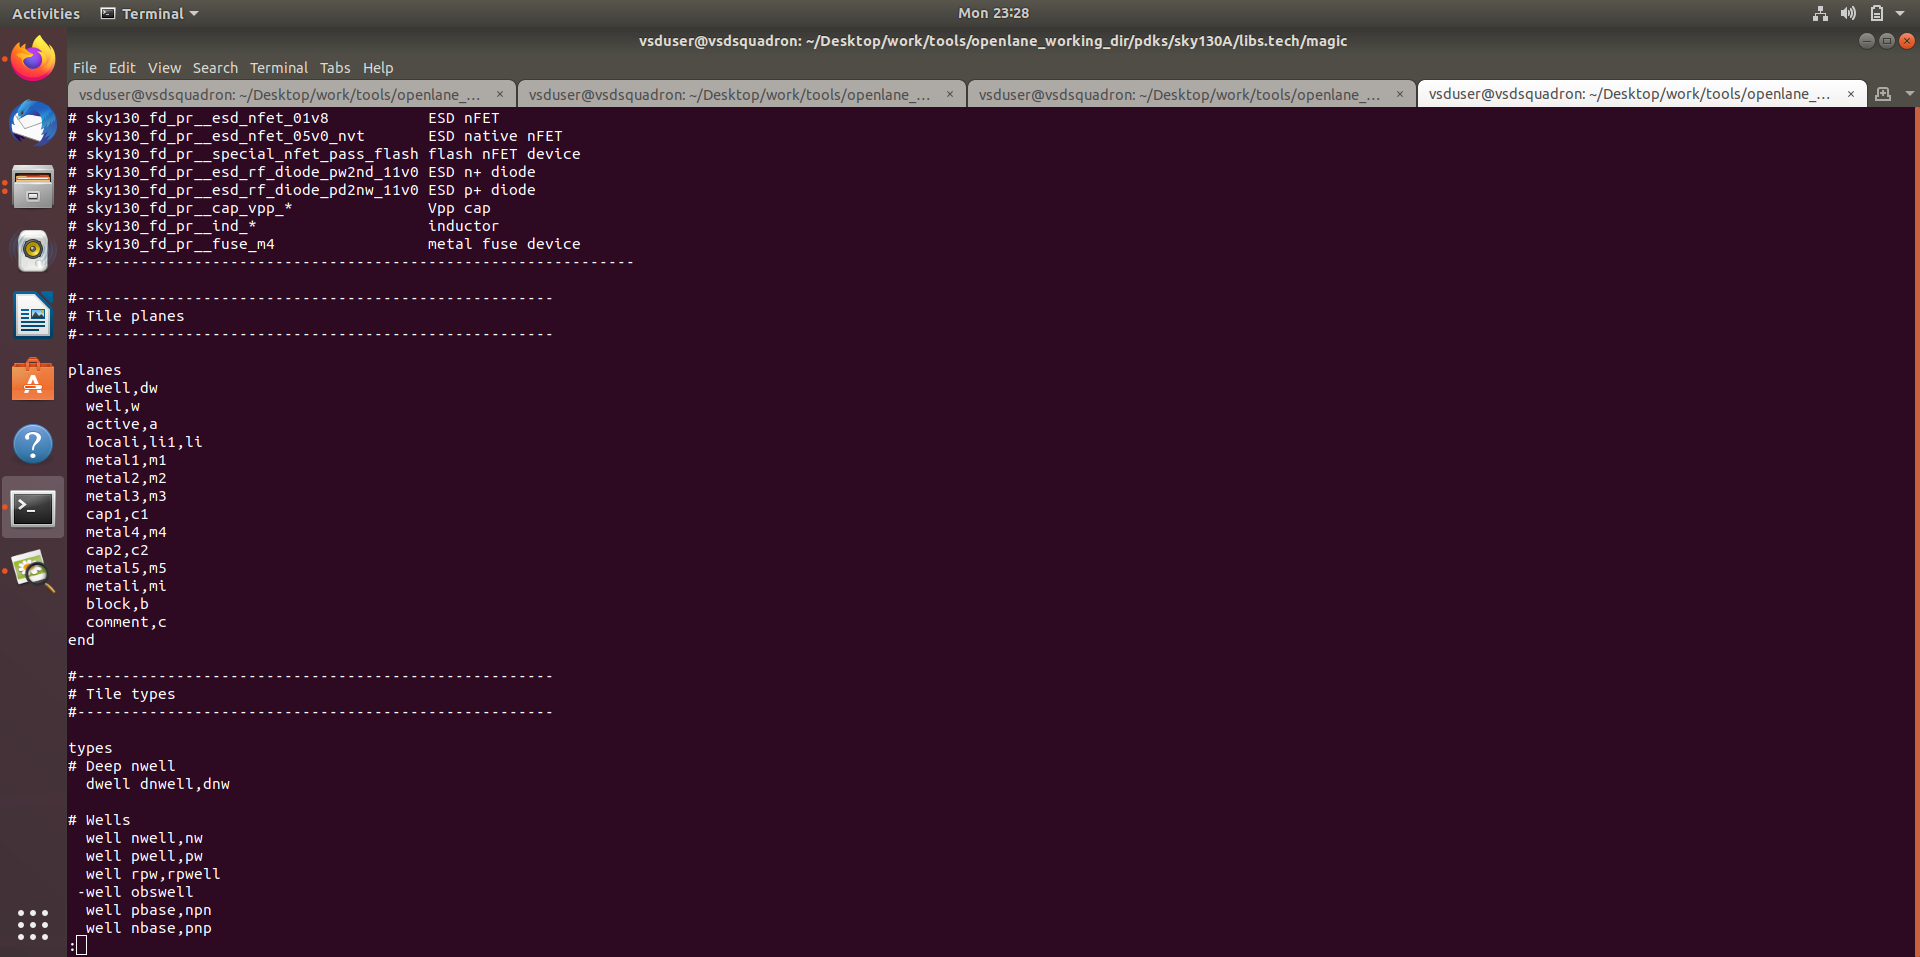 Activities Terminal Mon 23:28
vsduser@vsdsquadron: ~/Desktop/work/tools/openlane_working_dir/pdks/sky130A/libs.tech/magic
File Edit View Search Terminal Tabs Help
vsduser@vsdsquadron: ~/Desktop/work/tools/openlane_... × vsduser@vsdsquadron: ~/Desktop/work/tools/openlane_... × vsduser@vsdsquadron: ~/Desktop/work/tools/openlane_... × vsduser@vsdsquadron: ~/Desktop/work/tools/openlane_... ×
# sky130_fd_pr__esd_nfet_01v8           ESD nFET
# sky130_fd_pr__esd_nfet_05v0_nvt       ESD native nFET
# sky130_fd_pr__special_nfet_pass_flash flash nFET device
# sky130_fd_pr__esd_rf_diode_pw2nd_11v0 ESD n+ diode
# sky130_fd_pr__esd_rf_diode_pd2nw_11v0 ESD p+ diode
# sky130_fd_pr__cap_vpp_*               Vpp cap
# sky130_fd_pr__ind_*                   inductor
# sky130_fd_pr__fuse_m4                 metal fuse device
#--------------------------------------------------------------
#-----------------------------------------------------
# Tile planes
#-----------------------------------------------------
planes
  dwell,dw
  well,w
  active,a
  locali,li1,li
  metal1,m1
  metal2,m2
  metal3,m3
  cap1,c1
  metal4,m4
  cap2,c2
  metal5,m5
  metali,mi
  block,b
  comment,c
end
#-----------------------------------------------------
# Tile types
#-----------------------------------------------------
types
# Deep nwell
  dwell dnwell,dnw
# Wells
  well nwell,nw
  well pwell,pw
  well rpw,rpwell
 -well obswell
  well pbase,npn
  well nbase,pnp
: